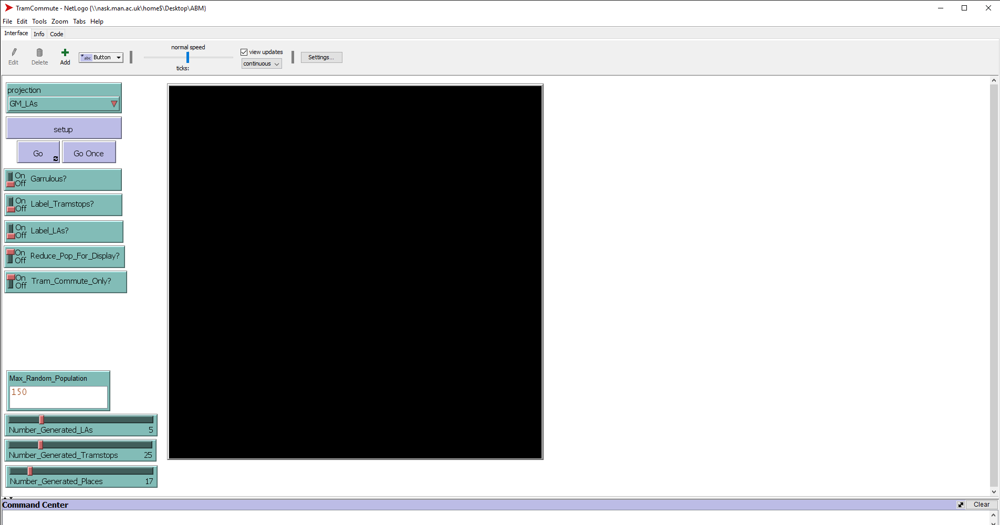 TramCommute - NetLogo {\\nask.man.ac.uk\home$\Desktop\ABM}
File Edit Tools Zoom Tabs Help
Interface Info Code
Edit Delete Add abc Button normal speed ticks: view updates continuous Settings...
projection
GM_LAs
setup
Go Go Once
On Off Garrulous?
On Off Label_Tramstops?
On Off Label_LAs?
On Off Reduce_Pop_For_Display?
On Off Tram_Commute_Only?
Max_Random_Population
150
Number_Generated_LAs 5
Number_Generated_Tramstops 25
Number_Generated_Places 17
Command Center Clear